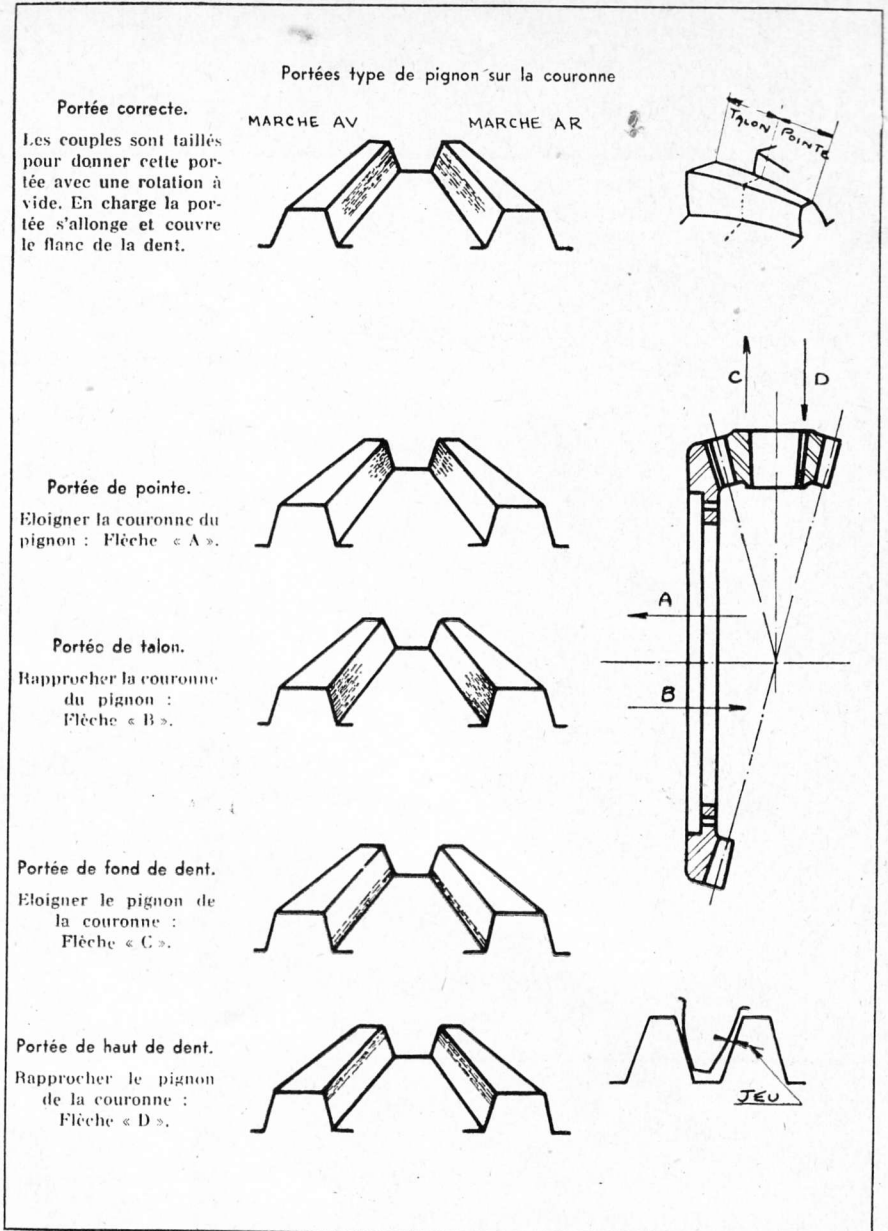 Portées type de pignon sur la couronne
Portée correcte.
Les couples sont taillés
pour donner cette por-
tée avec une rotation à
vide. En charge la por-
tée s'allonge et couvre
le flanc de la dent.
MARCHE AV
MARCHE AR
TALON
POINTE
Portée de pointe.
Eloigner la couronne du
pignon : Flèche « A ».
Portée de talon.
Rapprocher la couronne
du pignon :
Flèche « B ».
Portée de fond de dent.
Eloigner le pignon de
la couronne :
Flèche « C ».
Portée de haut de dent.
Rapprocher le pignon
de la couronne :
Flèche « D ».
C
D
A
B
JEU